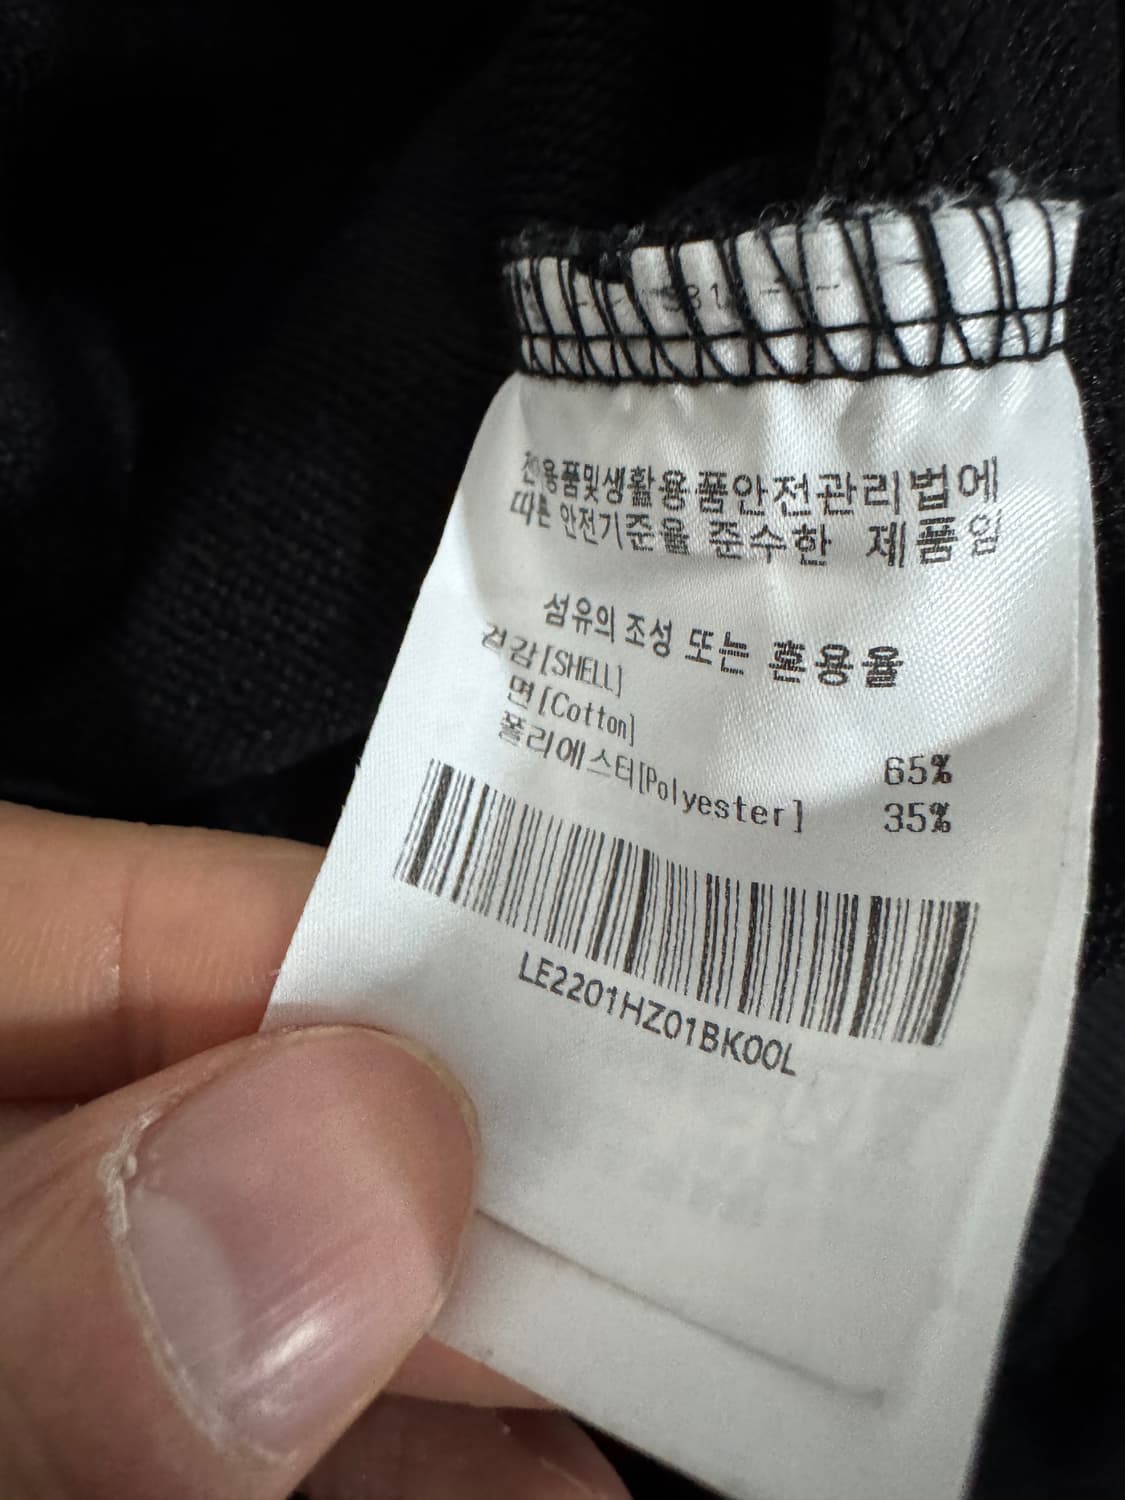 전용품및생활용품안전관리법에
따른 안전기준을 준수한 제품임
섬유의 조성 또는 혼용율
겉감[SHELL]
면[Cotton] 65%
폴리에스터[Polyester] 35%
LE2201HZ01BK00L